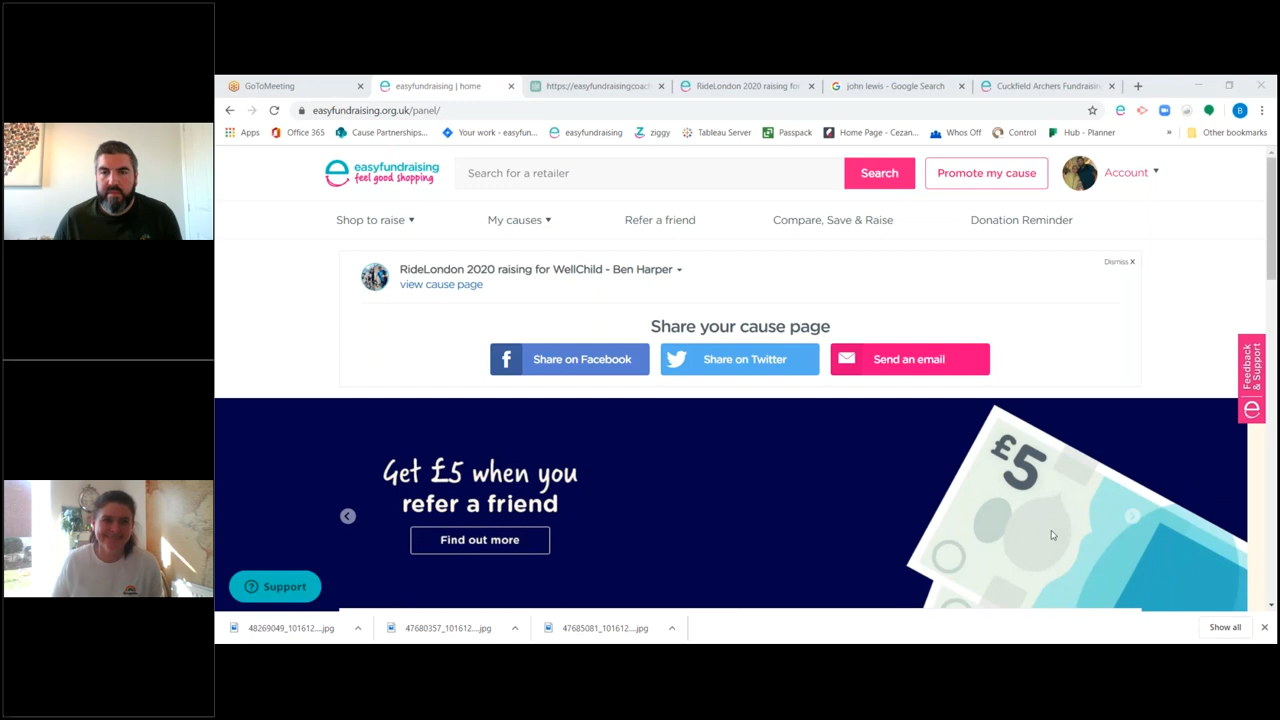 GoToMeeting
easyfundraising | home
https://easyfundraisingcoach
RideLondon 2020 raising for
john lewis - Google Search
Cuckfield Archers Fundraisin
easyfundraising.org.uk/panel/
B
Apps
Office 365
Cause Partnerships...
Your work - easyfun...
easyfundraising
ziggy
Tableau Server
Passpack
Home Page - Cezan...
Whos Off
Control
Hub - Planner
»
Other bookmarks
easyfundraising
feel good shopping
Search for a retailer
Search
Promote my cause
Account
Shop to raise
My causes
Refer a friend
Compare, Save & Raise
Donation Reminder
RideLondon 2020 raising for WellChild - Ben Harper
view cause page
Dismiss X
Share your cause page
Share on Facebook
Share on Twitter
Send an email
Feedback
& Support
Get £5 when you
refer a friend
Find out more
£5
Support
48269049_101612....jpg
47680357_101612....jpg
47685081_101612....jpg
Show all